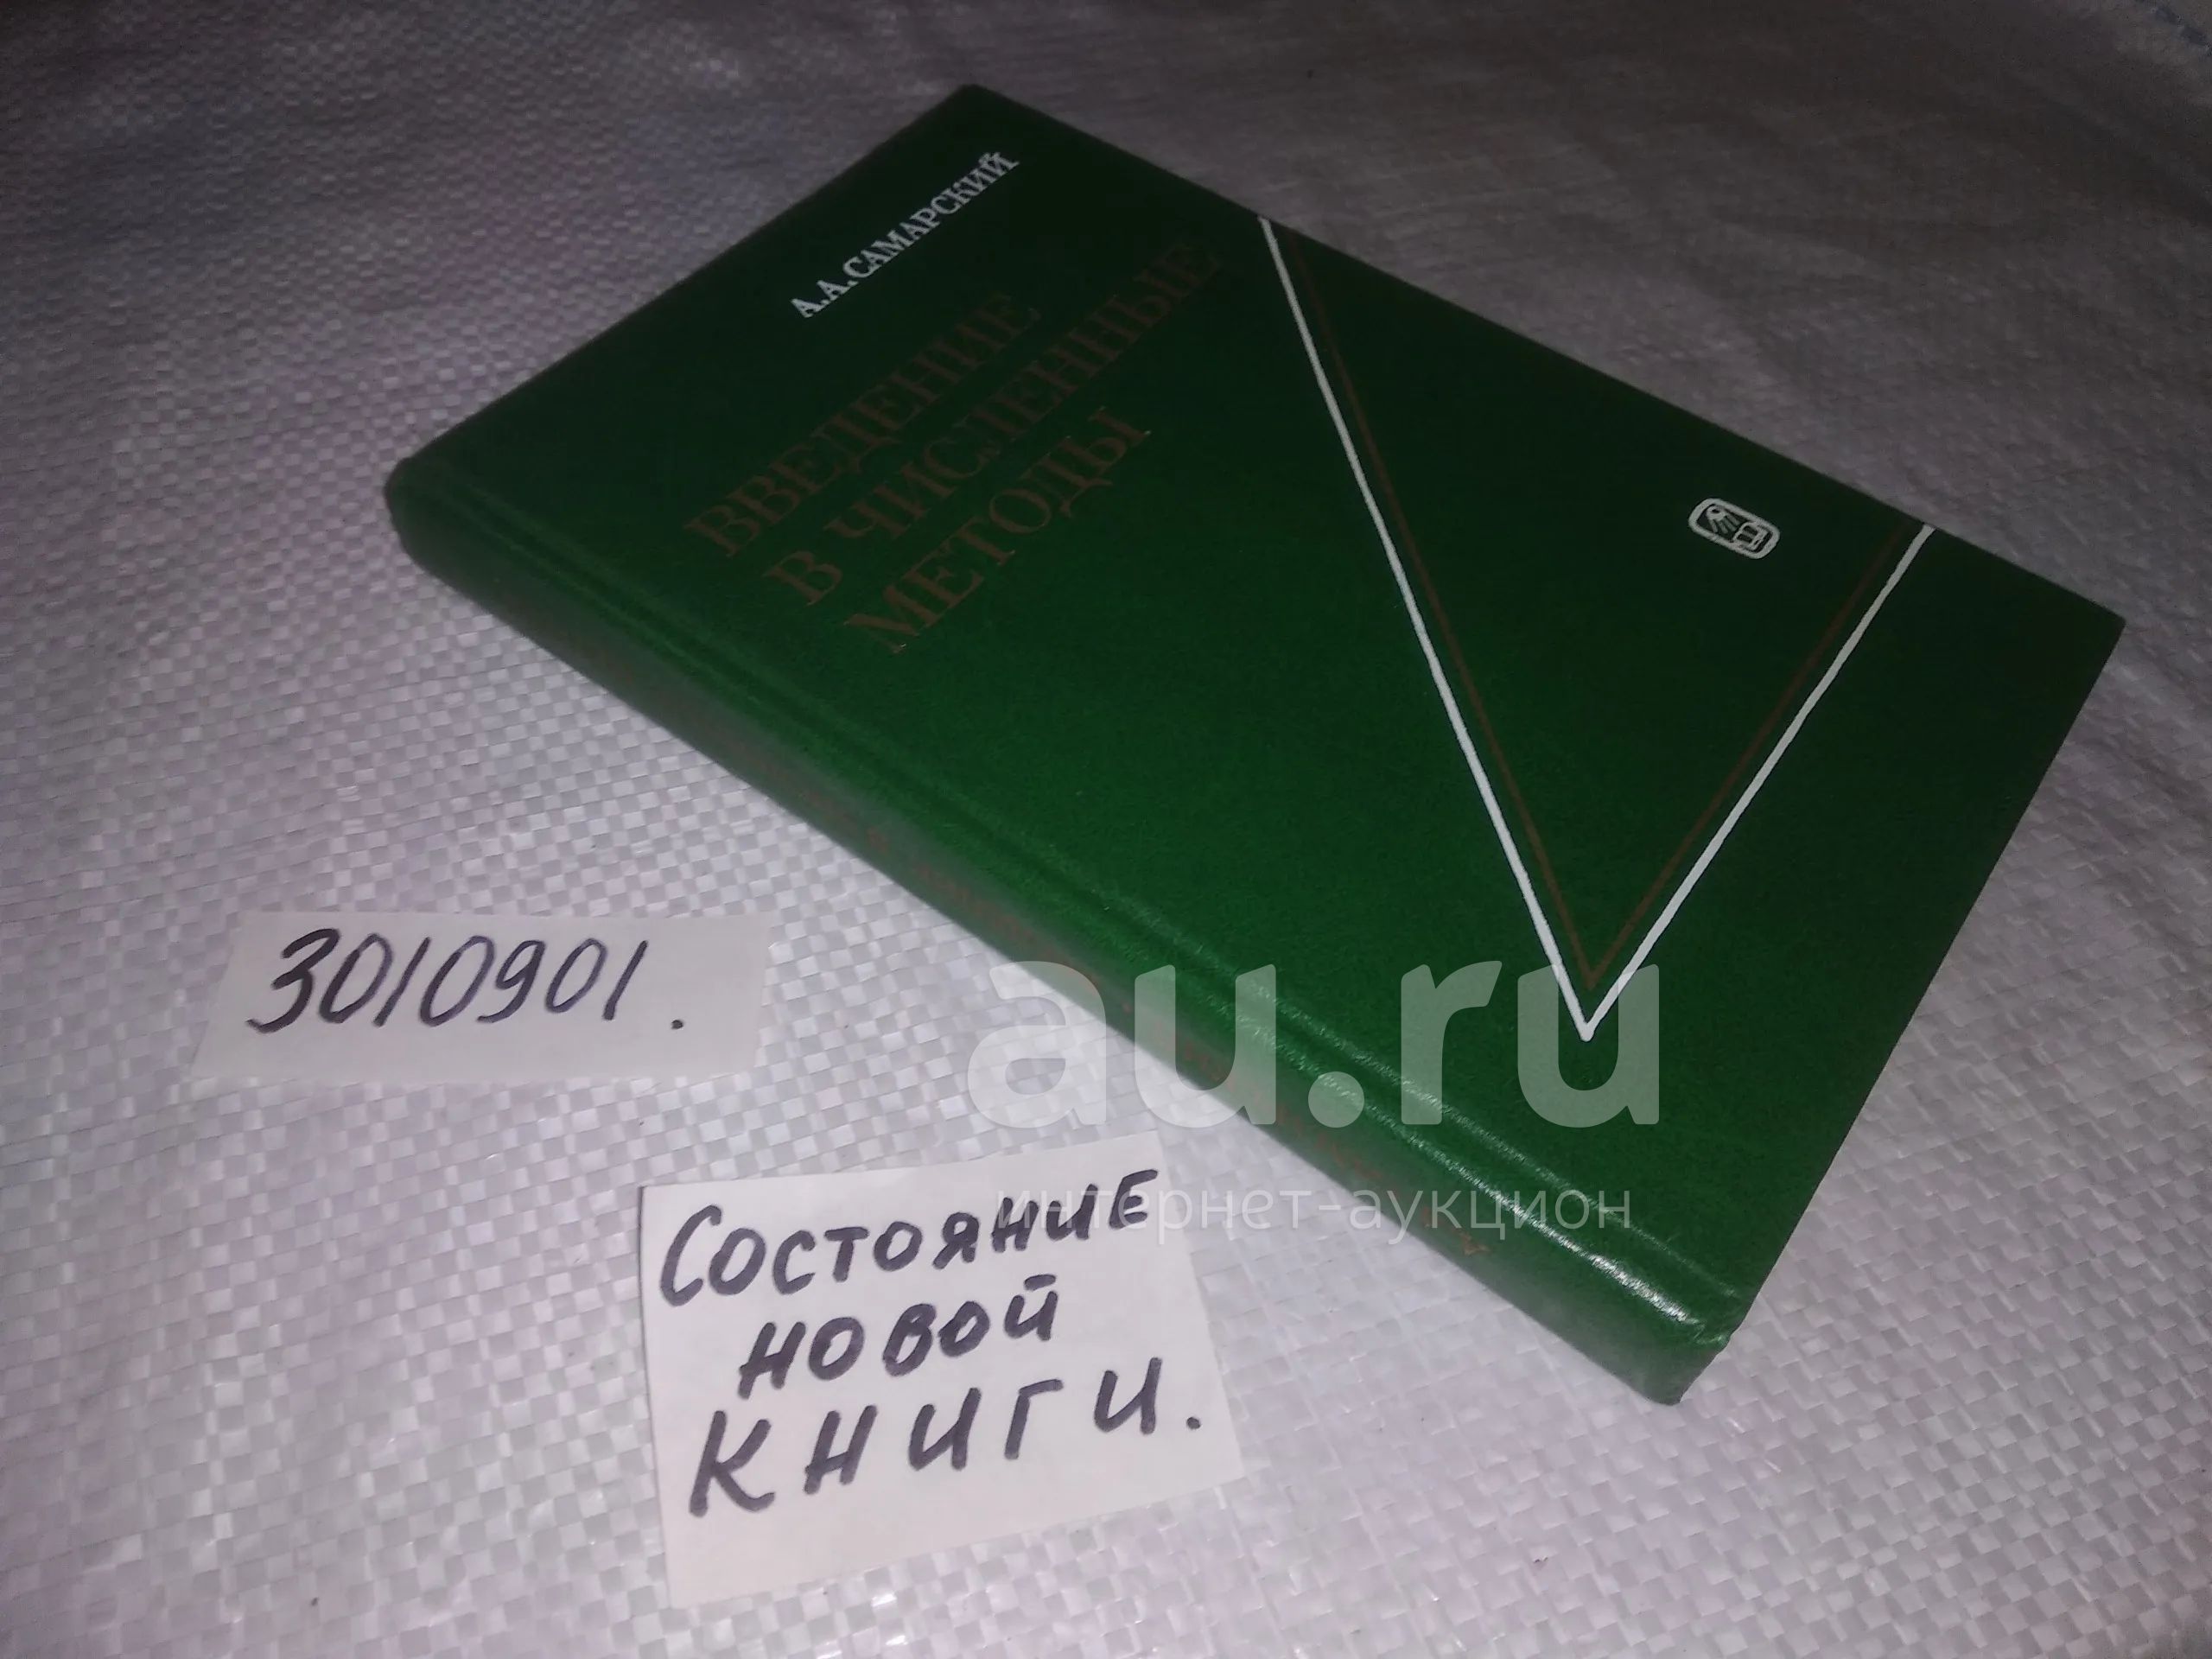 А.А.САМАРСКИЙ
ВВЕДЕНИЕ
В ЧИСЛЕННЫЕ
МЕТОДЫ
3010901.
au.ru
интернет-аукцион
Состояние
новой
книги.